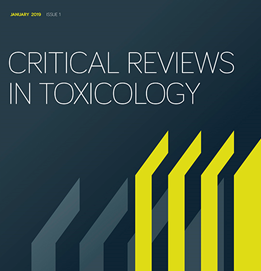 JANUARY 2019 ISSUE 1
CRITICAL REVIEWS
IN TOXICOLOGY